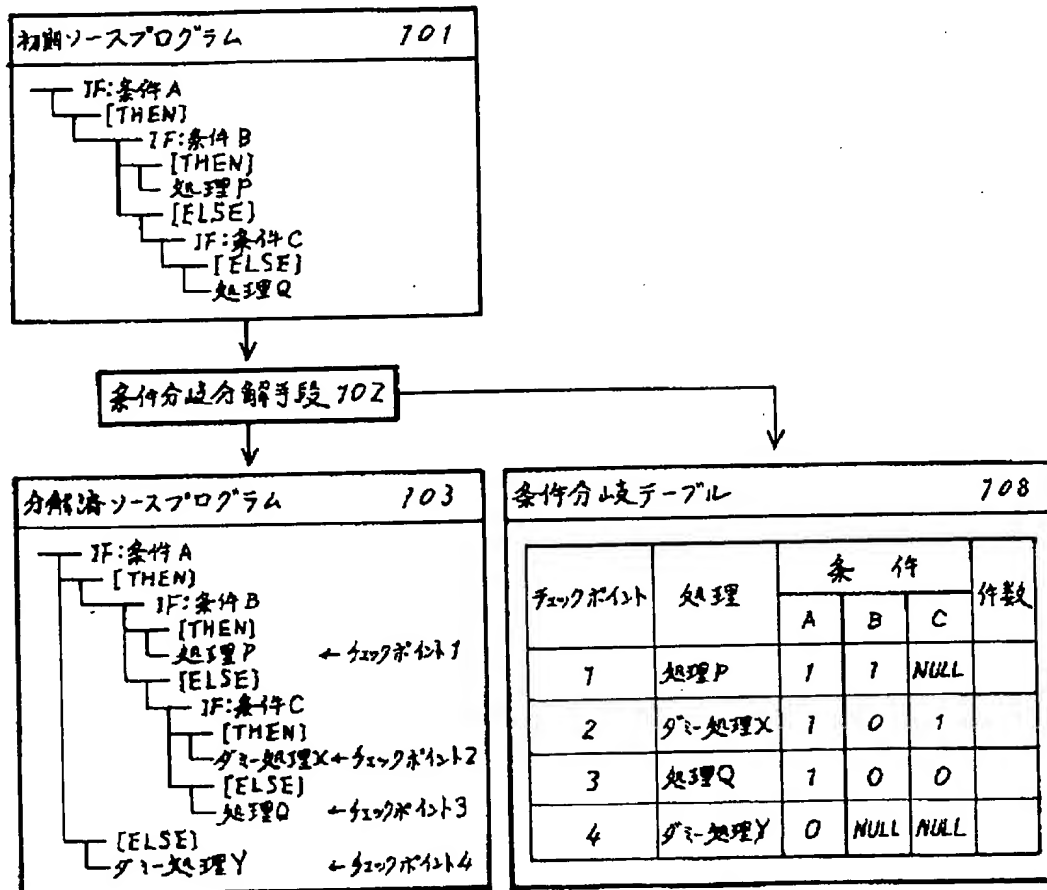 初期ソースプログラム 101
IF:条件A
[THEN]
IF:条件B
[THEN]
処理P
[ELSE]
IF:条件C
[ELSE]
処理Q
条件分岐分解手段 102
分解済ソースプログラム 103
IF:条件A
[THEN]
IF:条件B
[THEN]
処理P ←チェックポイント1
[ELSE]
IF:条件C
[THEN]
ダミー処理X←チェックポイント2
[ELSE]
処理Q ←チェックポイント3
[ELSE]
ダミー処理Y ←チェックポイント4
条件分岐テーブル 108
チェックポイント 処理 条件 件数
A B C
1 処理P 1 1 NULL
2 ダミー処理X 1 0 1
3 処理Q 1 0 0
4 ダミー処理Y 0 NULL NULL